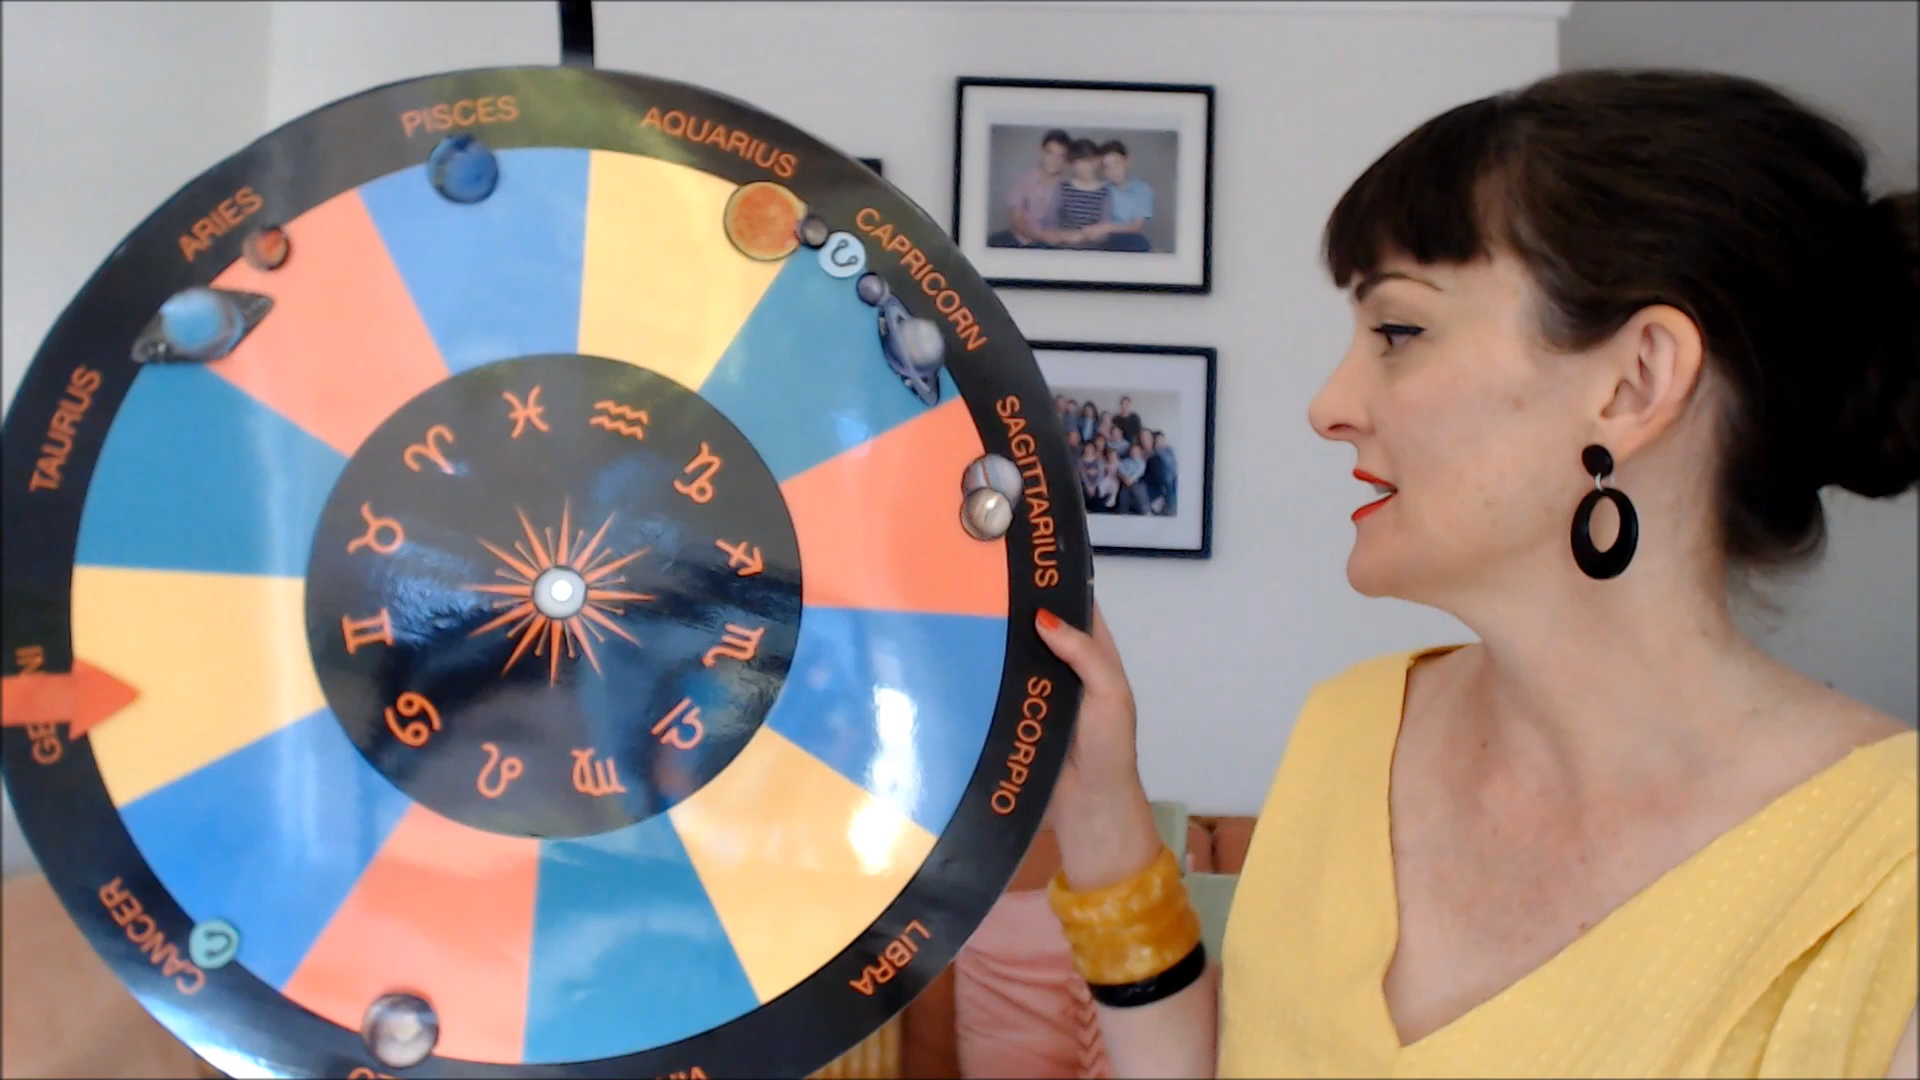 PISCES
AQUARIUS
ARIES
CAPRICORN
TAURUS
SAGITTARIUS
SCORPIO
CANCER
LIBRA